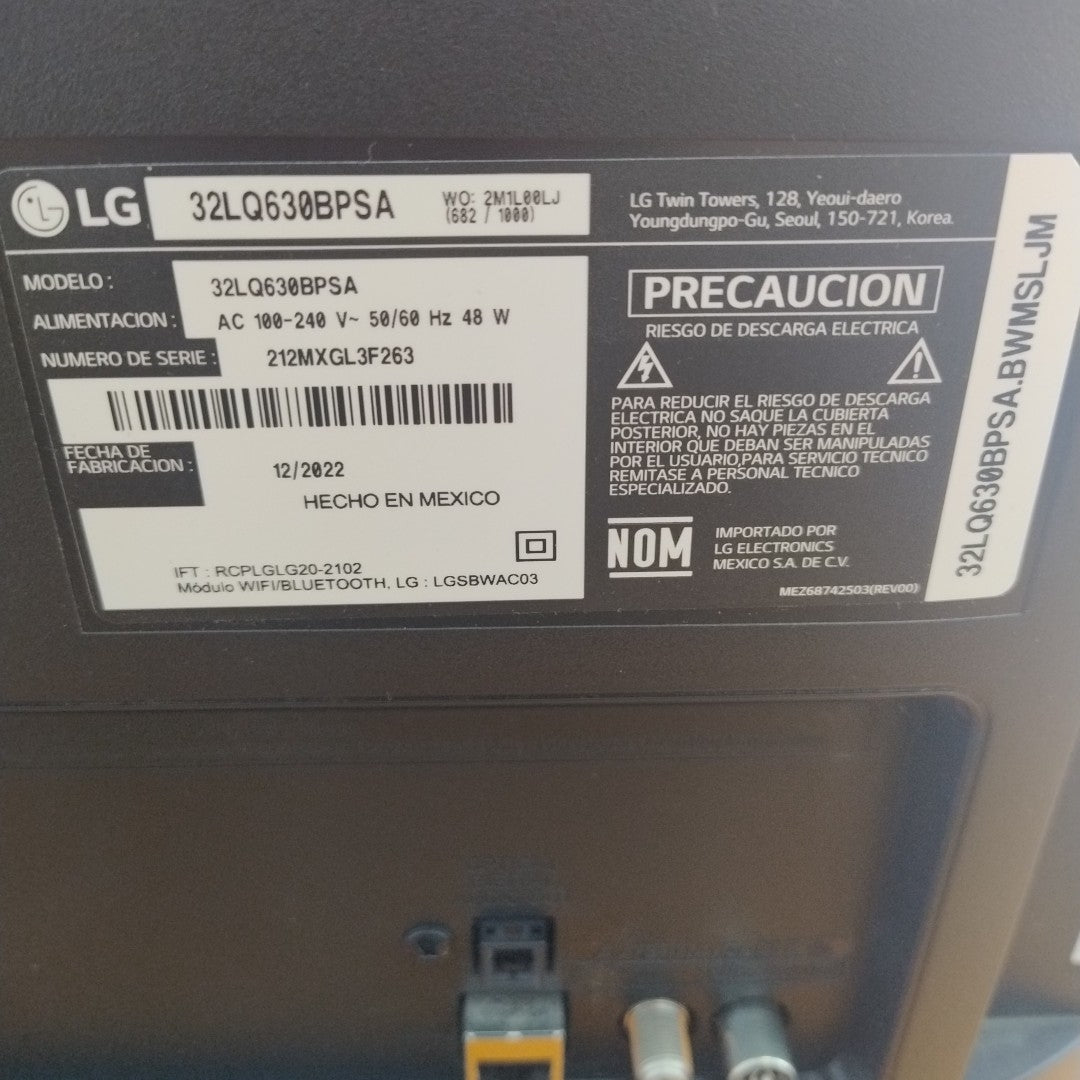 LG
32LQ630BPSA
WO: 2M1L00LJ
(682 / 1000)
LG Twin Towers, 128, Yeoui-daero
Youngdungpo-Gu, Seoul, 150-721, Korea.
MODELO : 32LQ630BPSA
ALIMENTACION : AC 100-240 V~ 50/60 Hz 48 W
NUMERO DE SERIE : 212MXGL3F263
FECHA DE
FABRICACION : 12/2022
HECHO EN MEXICO
IFT : RCPLGLG20-2102
Módulo WIFI/BLUETOOTH, LG : LGSBWAC03
PRECAUCION
RIESGO DE DESCARGA ELECTRICA
PARA REDUCIR EL RIESGO DE DESCARGA
ELECTRICA NO SAQUE LA CUBIERTA
POSTERIOR, NO HAY PIEZAS EN EL
INTERIOR QUE DEBAN SER MANIPULADAS
POR EL USUARIO,PARA SERVICIO TECNICO
REMITASE A PERSONAL TECNICO
ESPECIALIZADO.
NOM
IMPORTADO POR
LG ELECTRONICS
MEXICO S.A. DE C.V.
MEZ68742503(REV00)
32LQ630BPSA.BWMSLJM